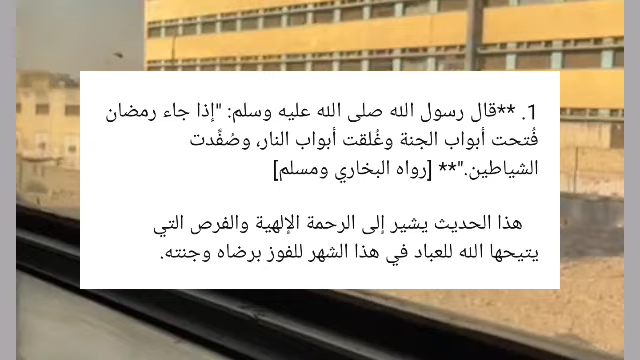 1. **قال رسول الله صلى الله عليه وسلم: "إذا جاء رمضان
فُتحت أبواب الجنة وغُلقت أبواب النار، وصُفِّدت
الشياطين."** [رواه البخاري ومسلم]
هذا الحديث يشير إلى الرحمة الإلهية والفرص التي
يتيحها الله للعباد في هذا الشهر للفوز برضاه وجنته.